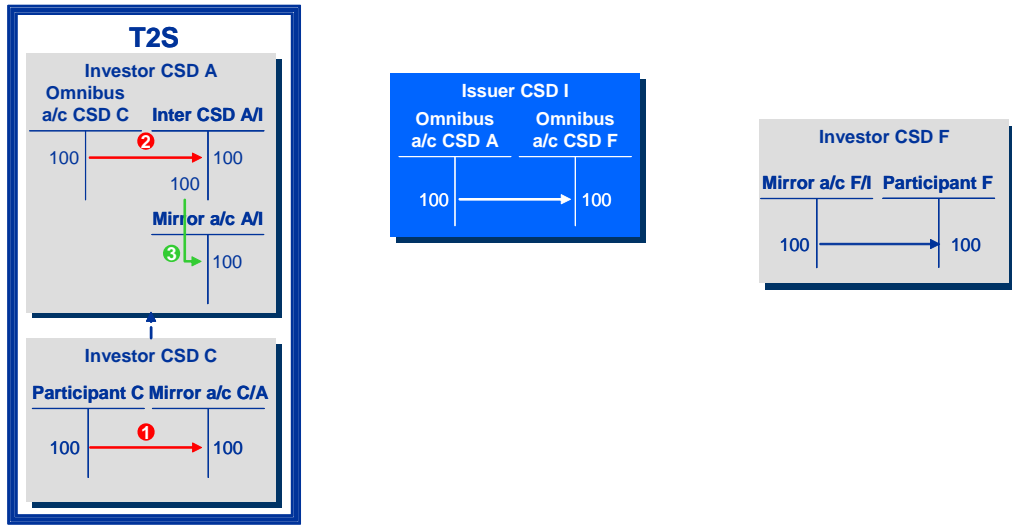 T2S
Investor CSD A
Omnibus
a/c CSD C Inter CSD A/I
2
100 100
100
Mirror a/c A/I
3
100
Investor CSD C
Participant C Mirror a/c C/A
1
100 100
Issuer CSD I
Omnibus Omnibus
a/c CSD A a/c CSD F
100 100
Investor CSD F
Mirror a/c F/I Participant F
100 100